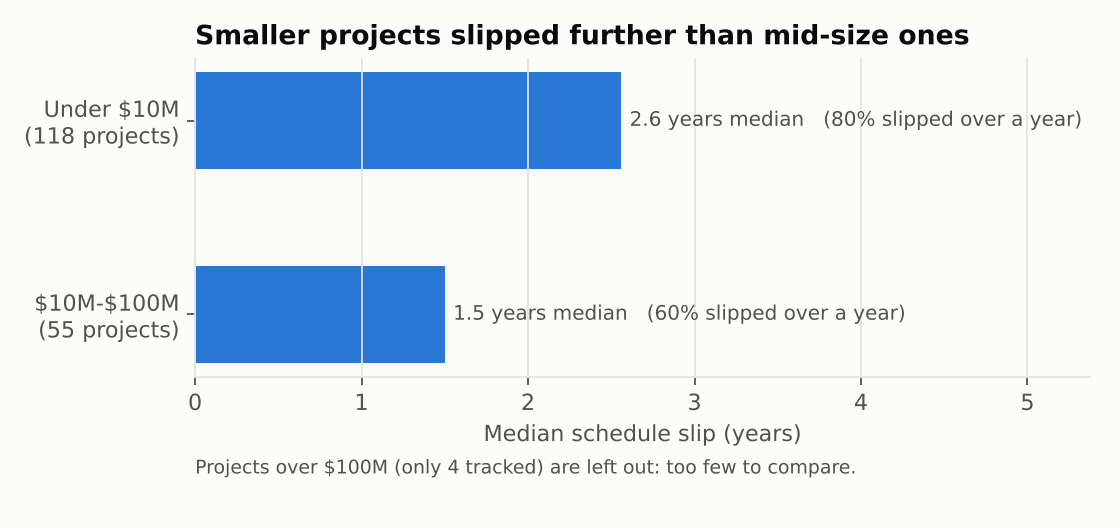 Smaller projects slipped further than mid-size ones
Under $10M
(118 projects)
2.6 years median (80% slipped over a year)
$10M-$100M
(55 projects)
1.5 years median (60% slipped over a year)
0 1 2 3 4 5
Median schedule slip (years)
Projects over $100M (only 4 tracked) are left out: too few to compare.